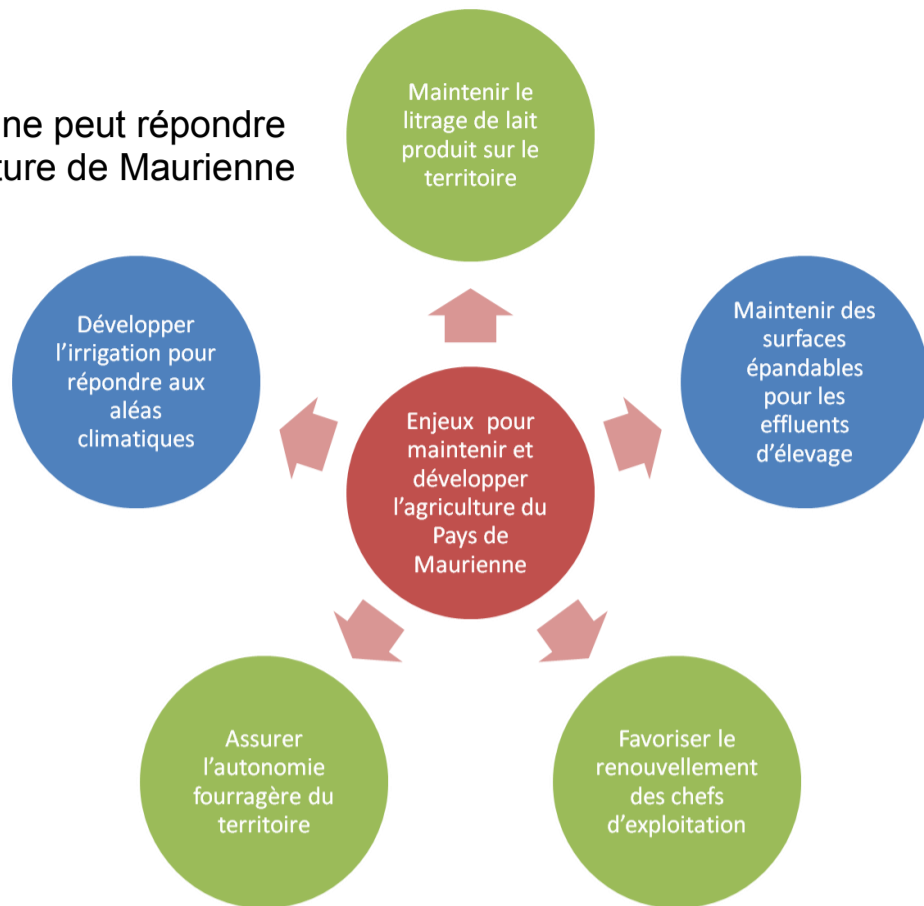 ne peut répondre
ture de Maurienne
Maintenir le
litrage de lait
produit sur le
territoire
Développer
l'irrigation pour
répondre aux
aléas
climatiques
Maintenir des
surfaces
épandables
pour les
effluents
d'élevage
Enjeux pour
maintenir et
développer
l'agriculture du
Pays de
Maurienne
Assurer
l'autonomie
fourragère du
territoire
Favoriser le
renouvellement
des chefs
d'exploitation